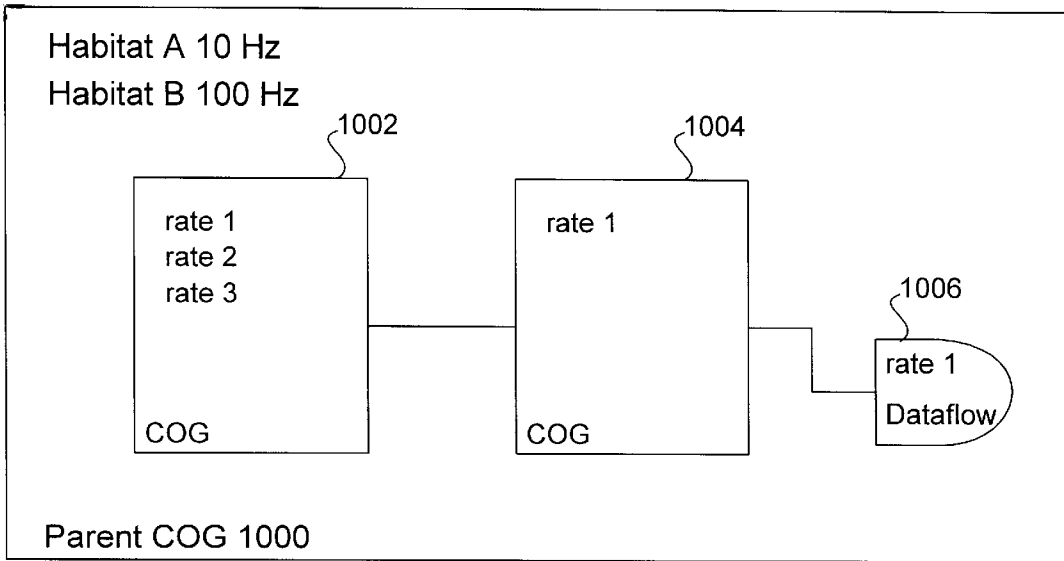 Habitat A 10 Hz
Habitat B 100 Hz
1002
1004
rate 1
rate 2
rate 3
rate 1
1006
rate 1
Dataflow
COG
COG
Parent COG 1000